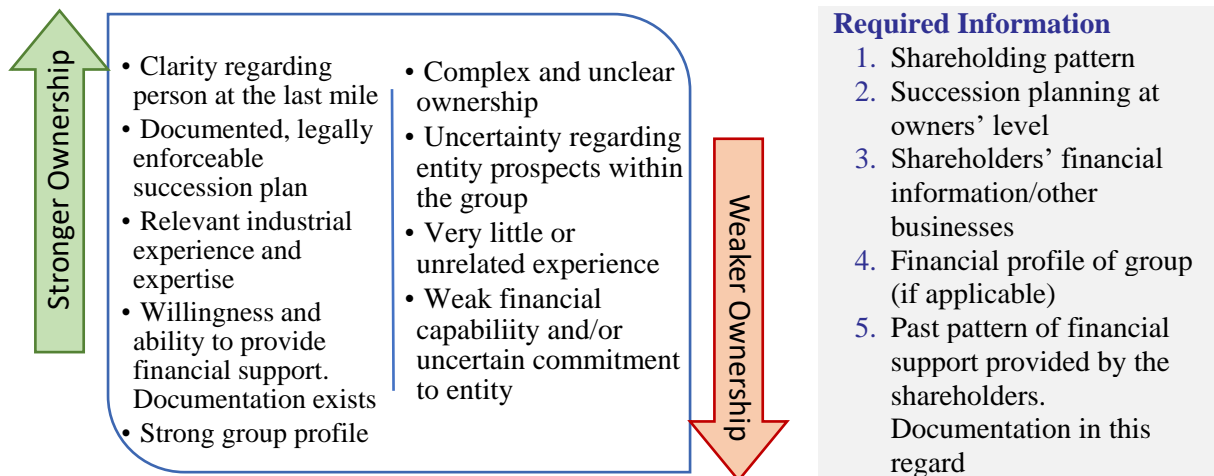 Stronger Ownership
• Clarity regarding
person at the last mile
• Documented, legally
enforceable
succession plan
• Relevant industrial
experience and
expertise
• Willingness and
ability to provide
financial support.
Documentation exists
• Strong group profile
• Complex and unclear
ownership
• Uncertainty regarding
entity prospects within
the group
• Very little or
unrelated experience
• Weak financial
capabiliity and/or
uncertain commitment
to entity
Weaker Ownership
Required Information
1. Shareholding pattern
2. Succession planning at
owners’ level
3. Shareholders’ financial
information/other
businesses
4. Financial profile of group
(if applicable)
5. Past pattern of financial
support provided by the
shareholders.
Documentation in this
regard